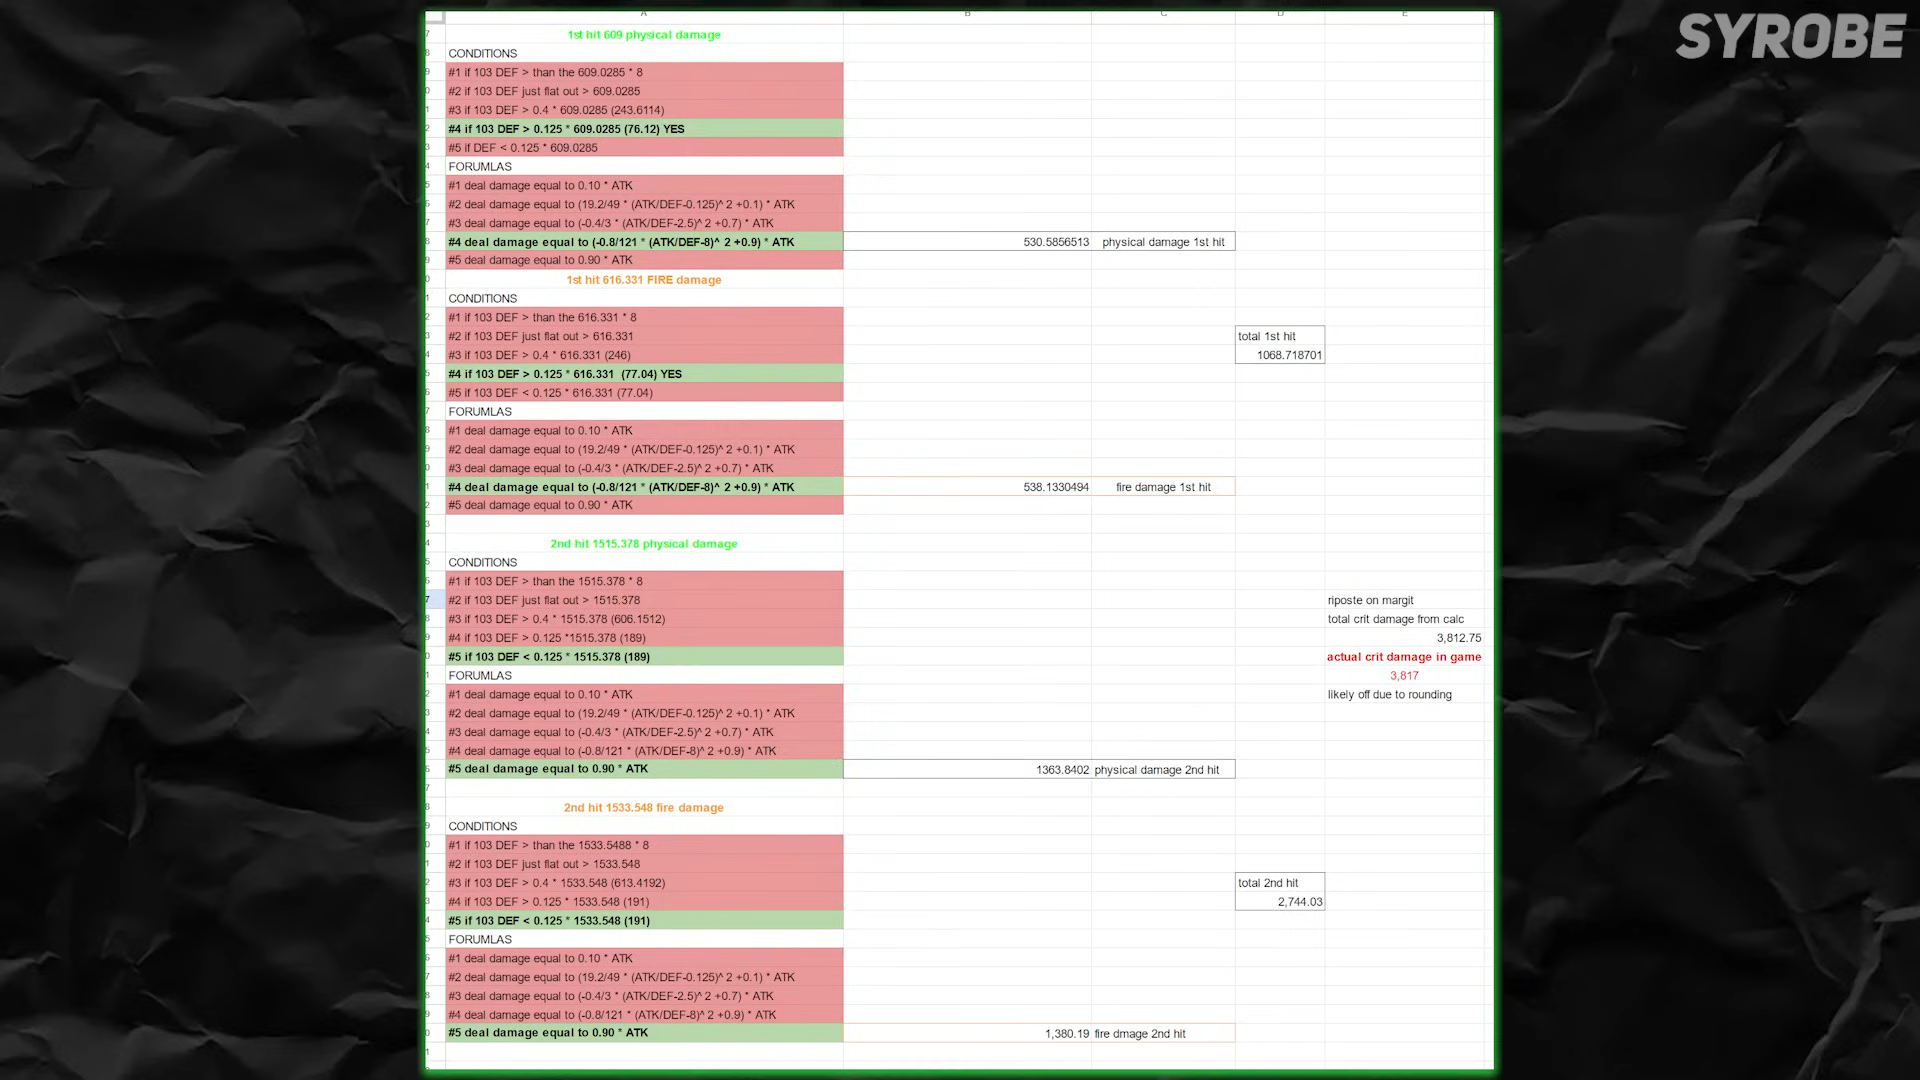 SYROBE
1st hit 609 physical damage
CONDITIONS
#1 if 103 DEF > than the 609.0285 * 8
#2 if 103 DEF just flat out > 609.0285
#3 if 103 DEF > 0.4 * 609.0285 (243.6114)
#4 if 103 DEF > 0.125 * 609.0285 (76.12) YES
#5 if DEF < 0.125 * 609.0285
FORUMLAS
#1 deal damage equal to 0.10 * ATK
#2 deal damage equal to (19.2/49 * (ATK/DEF-0.125)^ 2 +0.1) * ATK
#3 deal damage equal to (-0.4/3 * (ATK/DEF-2.5)^ 2 +0.7) * ATK
#4 deal damage equal to (-0.8/121 * (ATK/DEF-8)^ 2 +0.9) * ATK 530.5856513 physical damage 1st hit
#5 deal damage equal to 0.90 * ATK
1st hit 616.331 FIRE damage
CONDITIONS
#1 if 103 DEF > than the 616.331 * 8
#2 if 103 DEF just flat out > 616.331 total 1st hit
#3 if 103 DEF > 0.4 * 616.331 (246) 1068.718701
#4 if 103 DEF > 0.125 * 616.331 (77.04) YES
#5 if 103 DEF < 0.125 * 616.331 (77.04)
FORUMLAS
#1 deal damage equal to 0.10 * ATK
#2 deal damage equal to (19.2/49 * (ATK/DEF-0.125)^ 2 +0.1) * ATK
#3 deal damage equal to (-0.4/3 * (ATK/DEF-2.5)^ 2 +0.7) * ATK
#4 deal damage equal to (-0.8/121 * (ATK/DEF-8)^ 2 +0.9) * ATK 538.1330494 fire damage 1st hit
#5 deal damage equal to 0.90 * ATK
2nd hit 1515.378 physical damage
CONDITIONS
#1 if 103 DEF > than the 1515.378 * 8
#2 if 103 DEF just flat out > 1515.378 riposte on margit
#3 if 103 DEF > 0.4 * 1515.378 (606.1512) total crit damage from calc
#4 if 103 DEF > 0.125 *1515.378 (189) 3,812.75
#5 if 103 DEF < 0.125 * 1515.378 (189) actual crit damage in game
FORUMLAS 3,817
#1 deal damage equal to 0.10 * ATK likely off due to rounding
#2 deal damage equal to (19.2/49 * (ATK/DEF-0.125)^ 2 +0.1) * ATK
#3 deal damage equal to (-0.4/3 * (ATK/DEF-2.5)^ 2 +0.7) * ATK
#4 deal damage equal to (-0.8/121 * (ATK/DEF-8)^ 2 +0.9) * ATK
#5 deal damage equal to 0.90 * ATK 1363.8402 physical damage 2nd hit
2nd hit 1533.548 fire damage
CONDITIONS
#1 if 103 DEF > than the 1533.5488 * 8
#2 if 103 DEF just flat out > 1533.548
#3 if 103 DEF > 0.4 * 1533.548 (613.4192) total 2nd hit
#4 if 103 DEF > 0.125 * 1533.548 (191) 2,744.03
#5 if 103 DEF < 0.125 * 1533.548 (191)
FORUMLAS
#1 deal damage equal to 0.10 * ATK
#2 deal damage equal to (19.2/49 * (ATK/DEF-0.125)^ 2 +0.1) * ATK
#3 deal damage equal to (-0.4/3 * (ATK/DEF-2.5)^ 2 +0.7) * ATK
#4 deal damage equal to (-0.8/121 * (ATK/DEF-8)^ 2 +0.9) * ATK
#5 deal damage equal to 0.90 * ATK 1,380.19 fire dmage 2nd hit